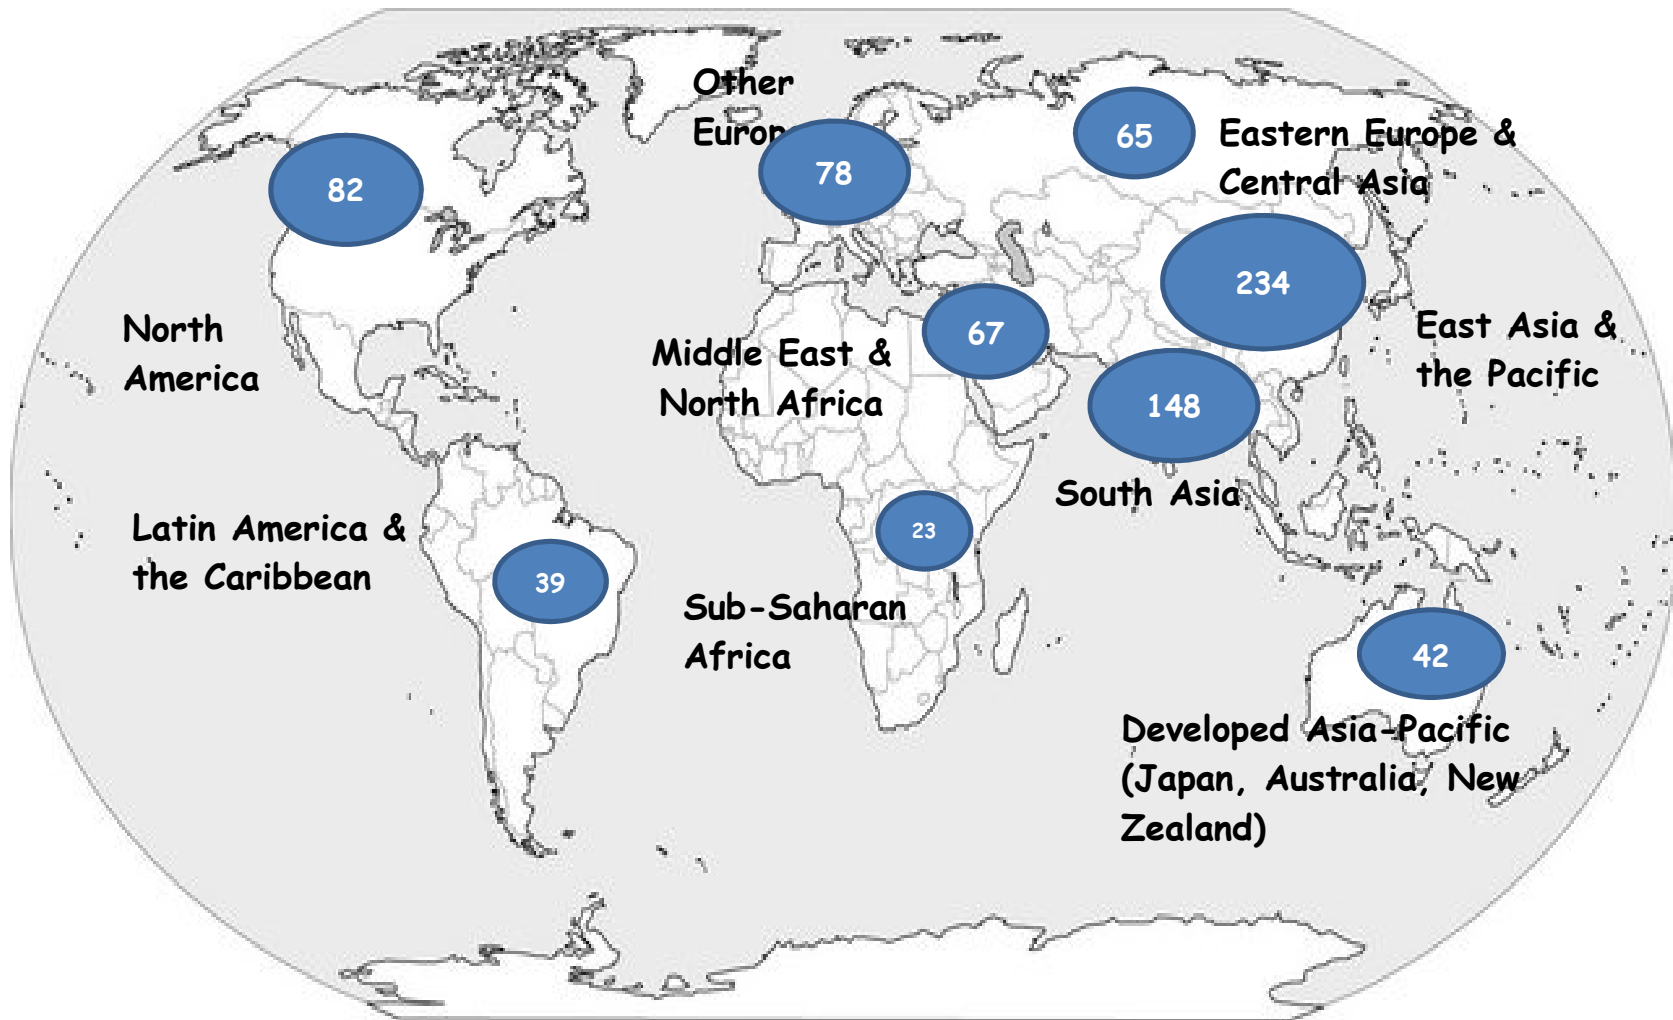 Other
Europ
65
Eastern Europe &
Central Asia
78
82
234
67
North
America
Middle East &
North Africa
East Asia &
the Pacific
148
South Asia
23
Latin America &
the Caribbean
39
Sub-Saharan
Africa
42
Developed Asia-Pacific
(Japan, Australia, New
Zealand)